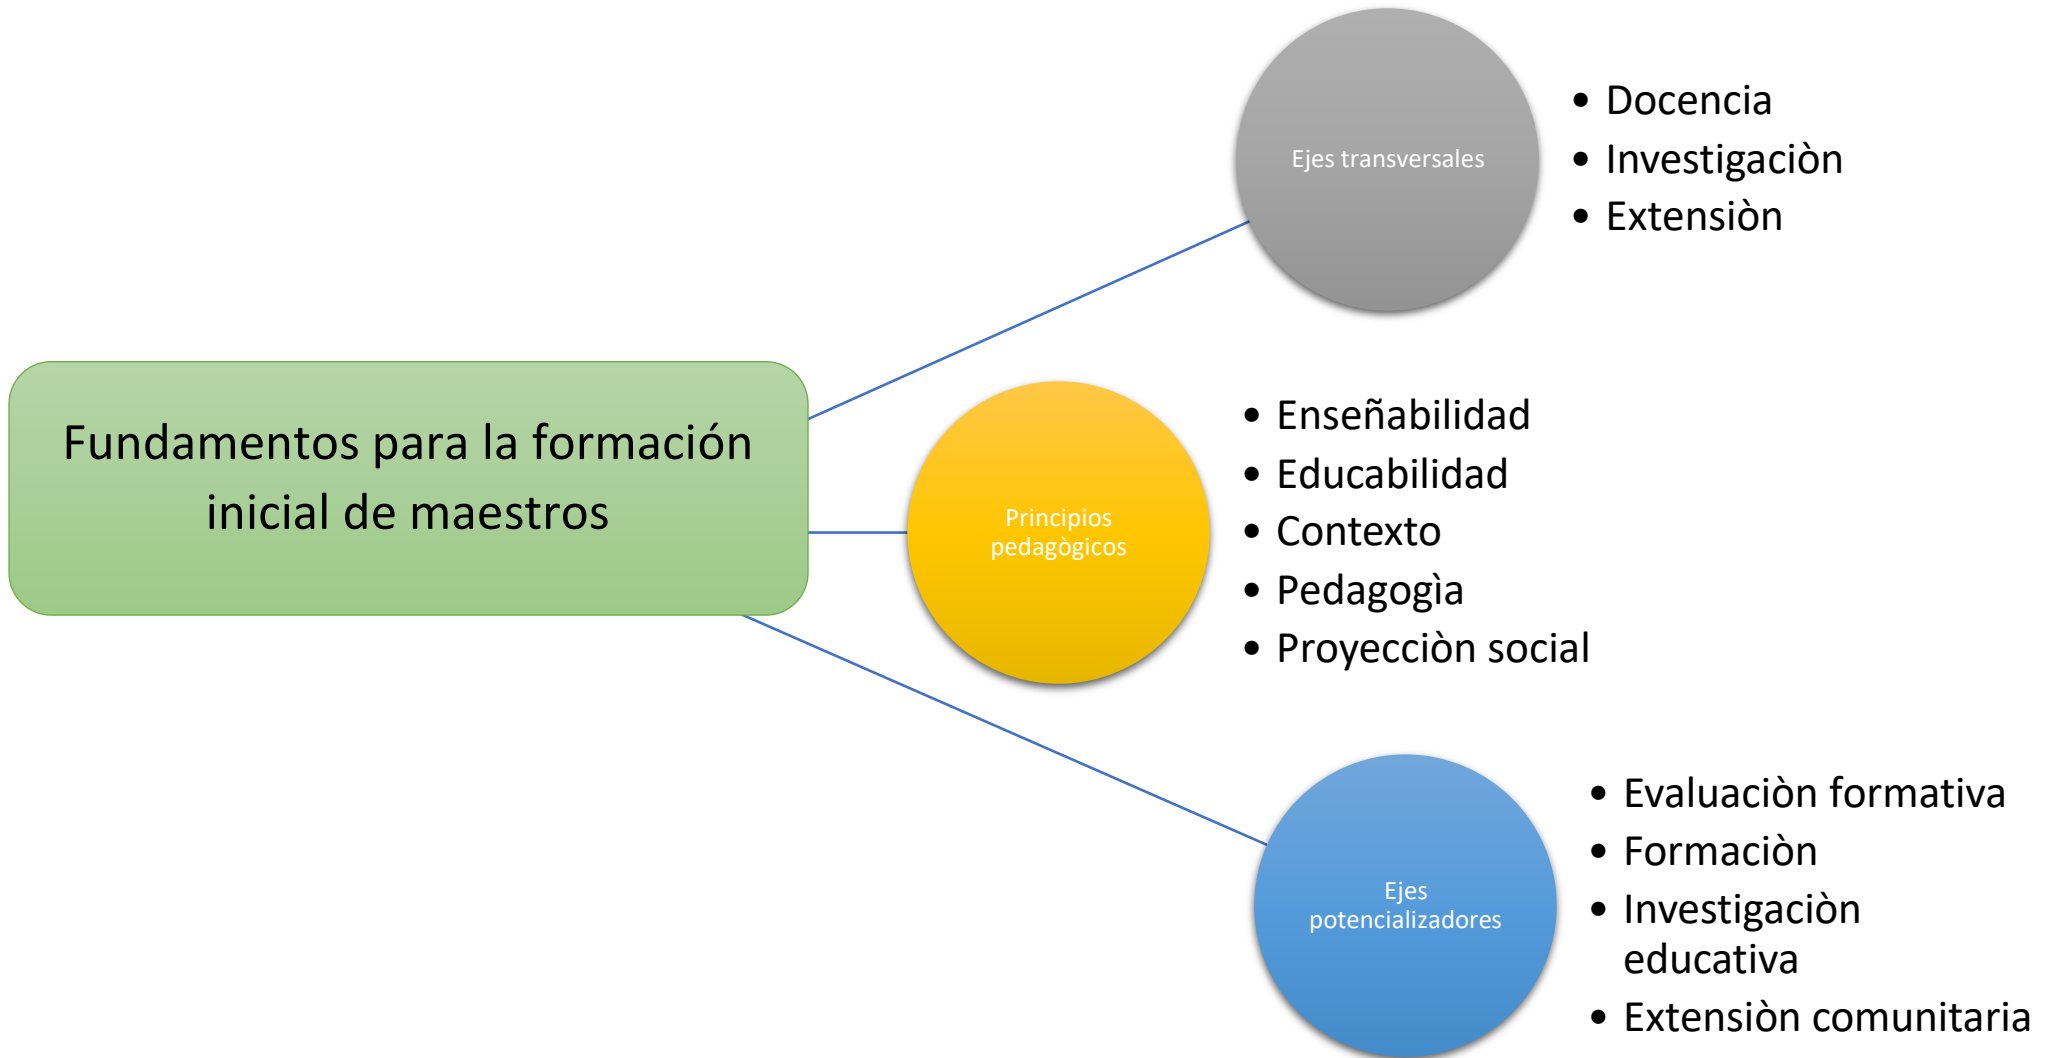 Fundamentos para la formación
inicial de maestros
Ejes transversales
• Docencia
• Investigaciòn
• Extensiòn
Principios
pedagògicos
• Enseñabilidad
• Educabilidad
• Contexto
• Pedagogìa
• Proyecciòn social
Ejes
potencializadores
• Evaluaciòn formativa
• Formaciòn
• Investigaciòn
educativa
• Extensiòn comunitaria